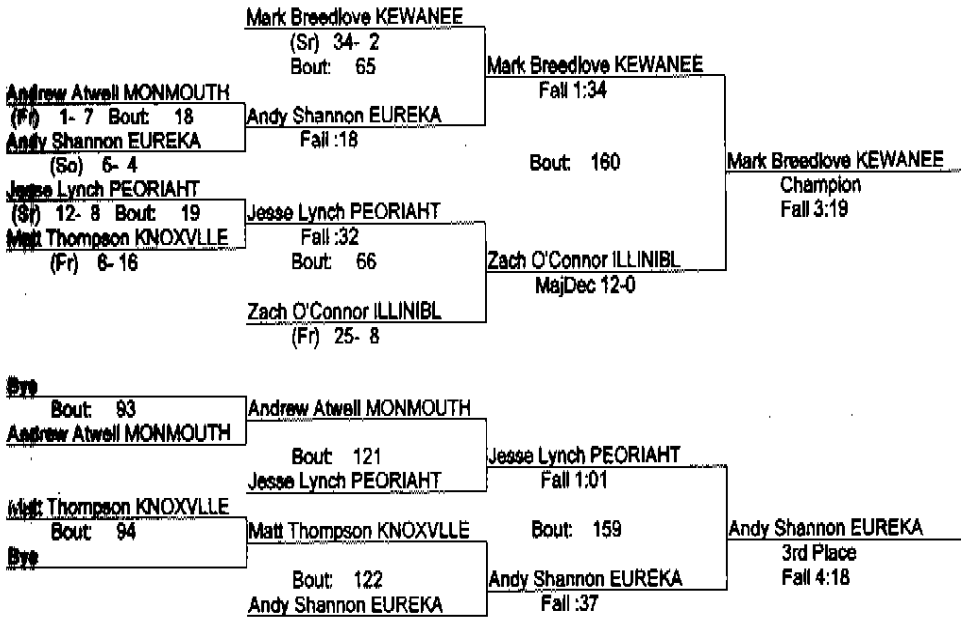 Mark Breedlove KEWANEE
(Sr) 34- 2
Bout: 65
Mark Breedlove KEWANEE
Fall 1:34
Andrew Atwell MONMOUTH
(Fr) 1- 7 Bout: 18
Andy Shannon EUREKA
Fall :18
Andy Shannon EUREKA
(So) 5- 4
Bout: 160
Mark Breedlove KEWANEE
Champion
Fall 3:19
Jesse Lynch PEORIAHT
(Sr) 12- 8 Bout: 19
Jesse Lynch PEORIAHT
Fall :32
Bout: 66
Matt Thompson KNOXVLLE
(Fr) 6- 16
Zach O'Connor ILLINIBL
MajDec 12-0
Zach O'Connor ILLINIBL
(Fr) 25- 8
Bye
Bout: 93
Andrew Atwell MONMOUTH
Andrew Atwell MONMOUTH
Bout: 121
Jesse Lynch PEORIAHT
Jesse Lynch PEORIAHT
Fall 1:01
Matt Thompson KNOXVLLE
Bout: 94
Matt Thompson KNOXVLLE
Bout: 159
Andy Shannon EUREKA
3rd Place
Fall 4:18
Bye
Bout: 122
Andy Shannon EUREKA
Fall :37
Andy Shannon EUREKA